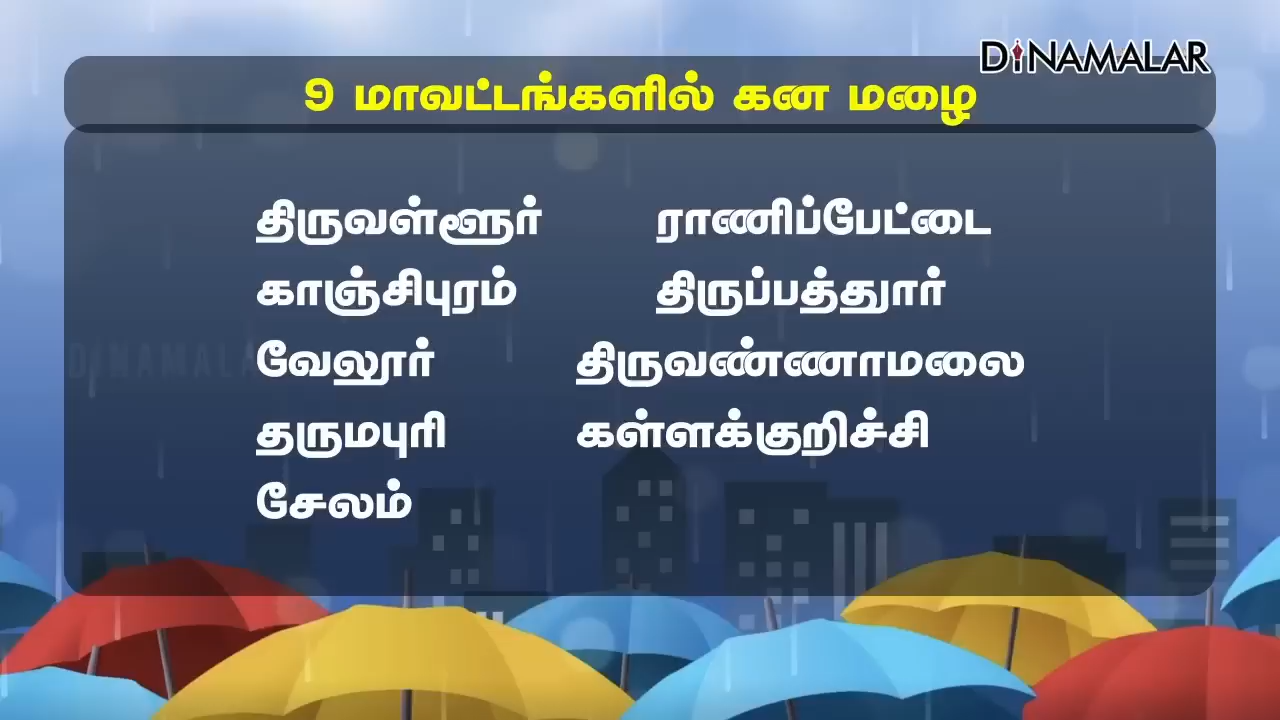 DINAMALAR
9 மாவட்டங்களில் கன மழை
திருவள்ளூர் ராணிப்பேட்டை
காஞ்சிபுரம் திருப்பத்தூர்
வேலூர் திருவண்ணாமலை
தருமபுரி கள்ளக்குறிச்சி
சேலம்